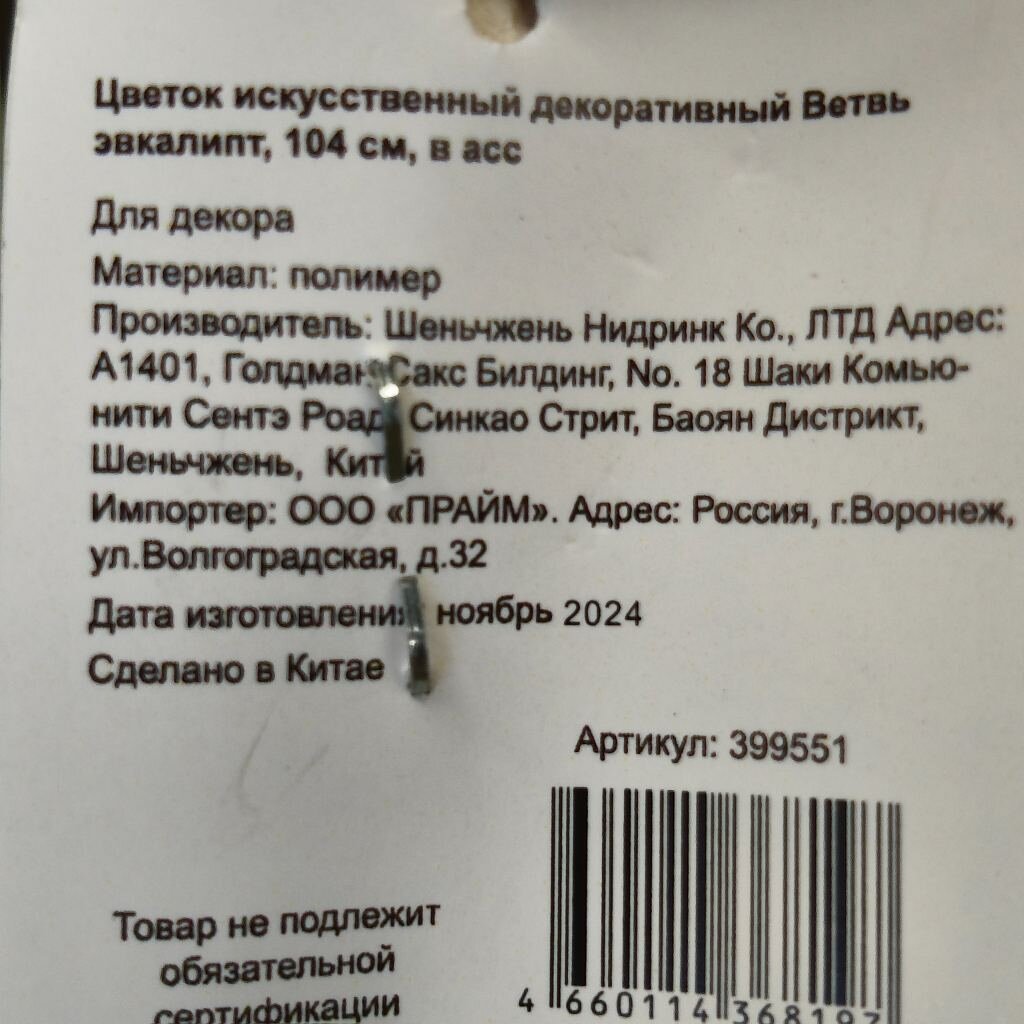 Цветок искусственный декоративный Ветвь
эвкалипт, 104 см, в асс
Для декора
Материал: полимер
Производитель: Шеньчжень Нидринк Ко., ЛТД Адрес:
А1401, Голдман Сакс Билдинг, No. 18 Шаки Комью-
нити Сентэ Роад, Синкао Стрит, Баоян Дистрикт,
Шеньчжень, Китай
Импортер: ООО «ПРАЙМ». Адрес: Россия, г.Воронеж,
ул.Волгоградская, д.32
Дата изготовления: ноябрь 2024
Сделано в Китае
Артикул: 399551
Товар не подлежит
обязательной
сертификации
4 660114 368197